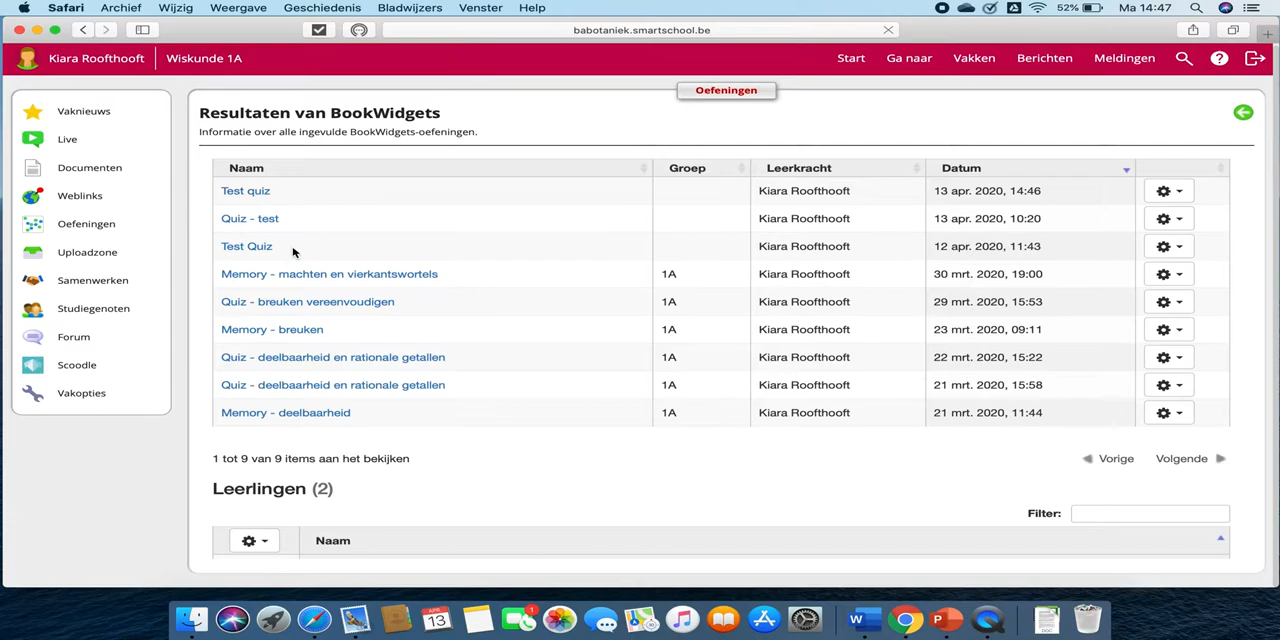 Safari Archief Wijzig Weergave Geschiedenis Bladwijzers Venster Help 52% Ma 14:47
babotaniek.smartschool.be
Kiara Roofthooft Wiskunde 1A Start Ga naar Vakken Berichten Meldingen
Oefeningen
Vaknieuws
Live
Documenten
Weblinks
Oefeningen
Uploadzone
Samenwerken
Studiegenoten
Forum
Scoodle
Vakopties
Resultaten van BookWidgets
Informatie over alle ingevulde BookWidgets-oefeningen.
Naam Groep Leerkracht Datum
Test quiz Kiara Roofthooft 13 apr. 2020, 14:46
Quiz - test Kiara Roofthooft 13 apr. 2020, 10:20
Test Quiz Kiara Roofthooft 12 apr. 2020, 11:43
Memory - machten en vierkantswortels 1A Kiara Roofthooft 30 mrt. 2020, 19:00
Quiz - breuken vereenvoudigen 1A Kiara Roofthooft 29 mrt. 2020, 15:53
Memory - breuken 1A Kiara Roofthooft 23 mrt. 2020, 09:11
Quiz - deelbaarheid en rationale getallen 1A Kiara Roofthooft 22 mrt. 2020, 15:22
Quiz - deelbaarheid en rationale getallen 1A Kiara Roofthooft 21 mrt. 2020, 15:58
Memory - deelbaarheid 1A Kiara Roofthooft 21 mrt. 2020, 11:44
1 tot 9 van 9 items aan het bekijken Vorige Volgende
Leerlingen (2)
Filter:
Naam
APR.
13
1
W
P